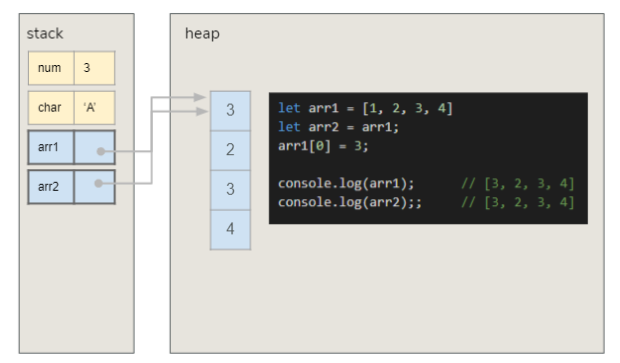 stack
num 3
char 'A'
arr1
arr2
heap
3
2
3
4
let arr1 = [1, 2, 3, 4]
let arr2 = arr1;
arr1[0] = 3;
console.log(arr1); // [3, 2, 3, 4]
console.log(arr2);; // [3, 2, 3, 4]